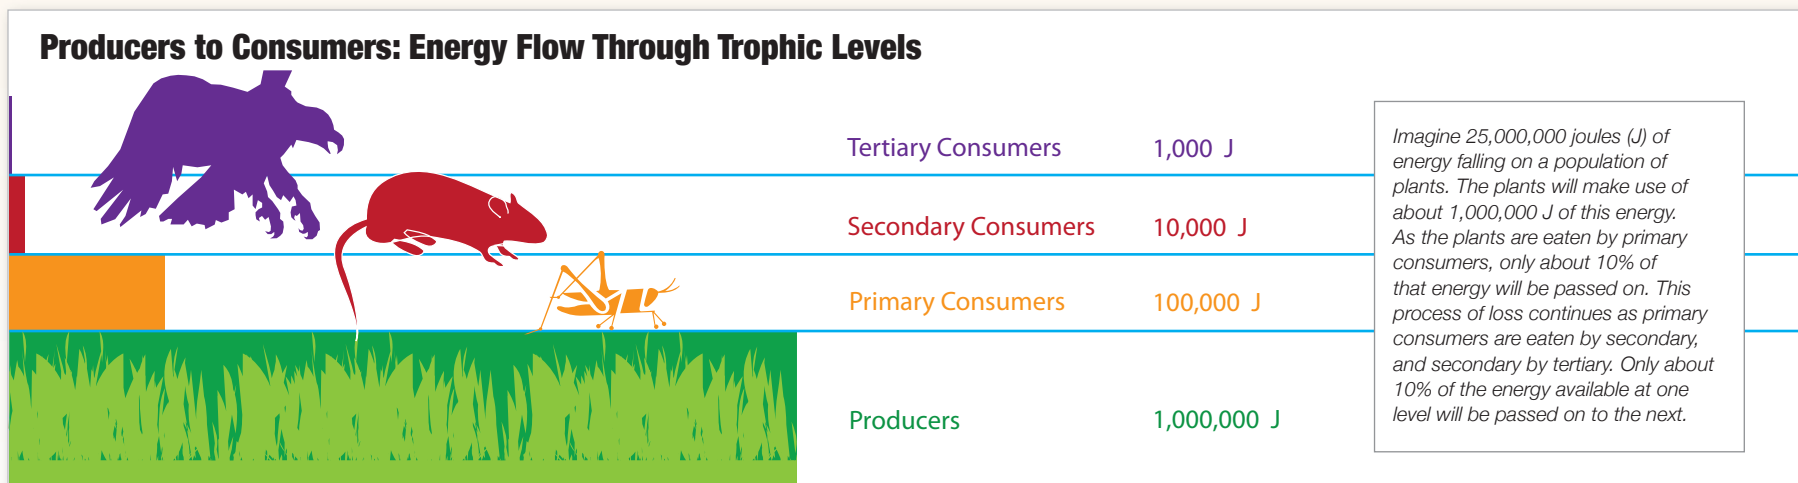 Producers to Consumers: Energy Flow Through Trophic Levels
Tertiary Consumers 1,000 J
Secondary Consumers 10,000 J
Primary Consumers 100,000 J
Producers 1,000,000 J
Imagine 25,000,000 joules (J) of
energy falling on a population of
plants. The plants will make use of
about 1,000,000 J of this energy.
As the plants are eaten by primary
consumers, only about 10% of
that energy will be passed on. This
process of loss continues as primary
consumers are eaten by secondary,
and secondary by tertiary. Only about
10% of the energy available at one
level will be passed on to the next.